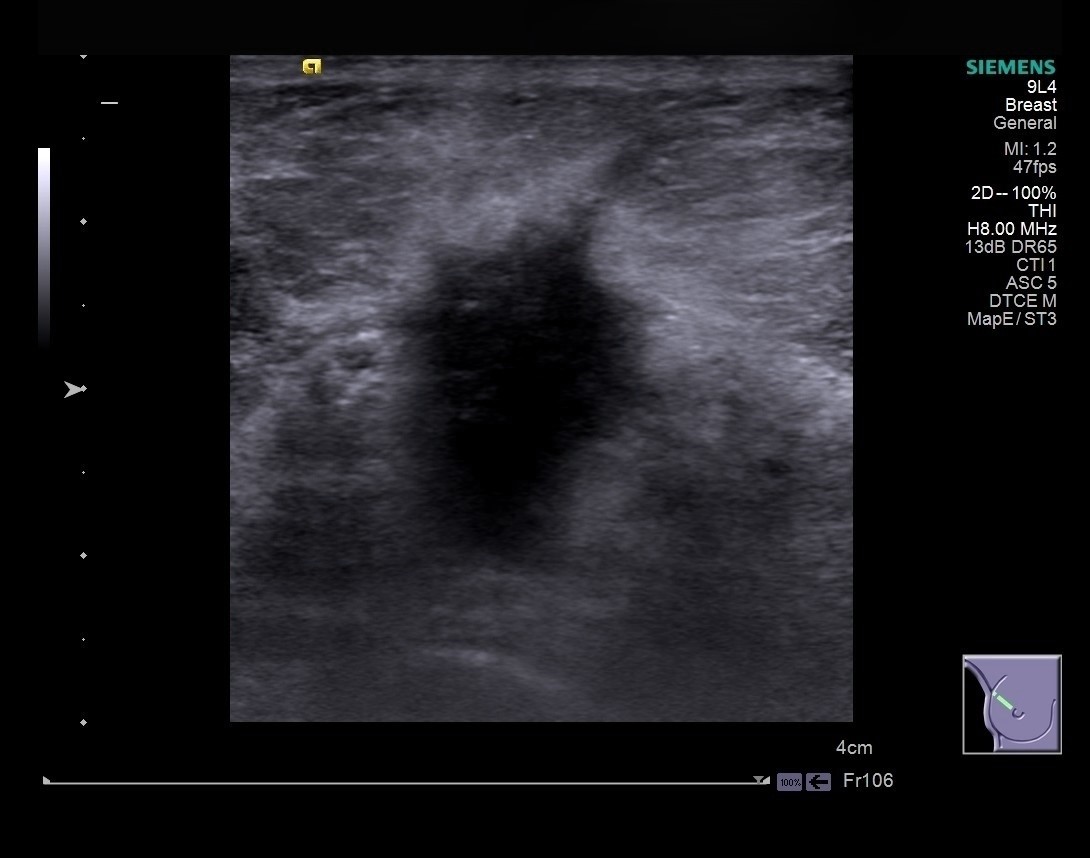 SIEMENS
9L4
Breast
General
MI: 1.2
47fps
2D--100%
THI
H8.00 MHz
13dB DR65
CTI 1
ASC 5
DTCE M
MapE / ST3
4cm
100%
Fr106